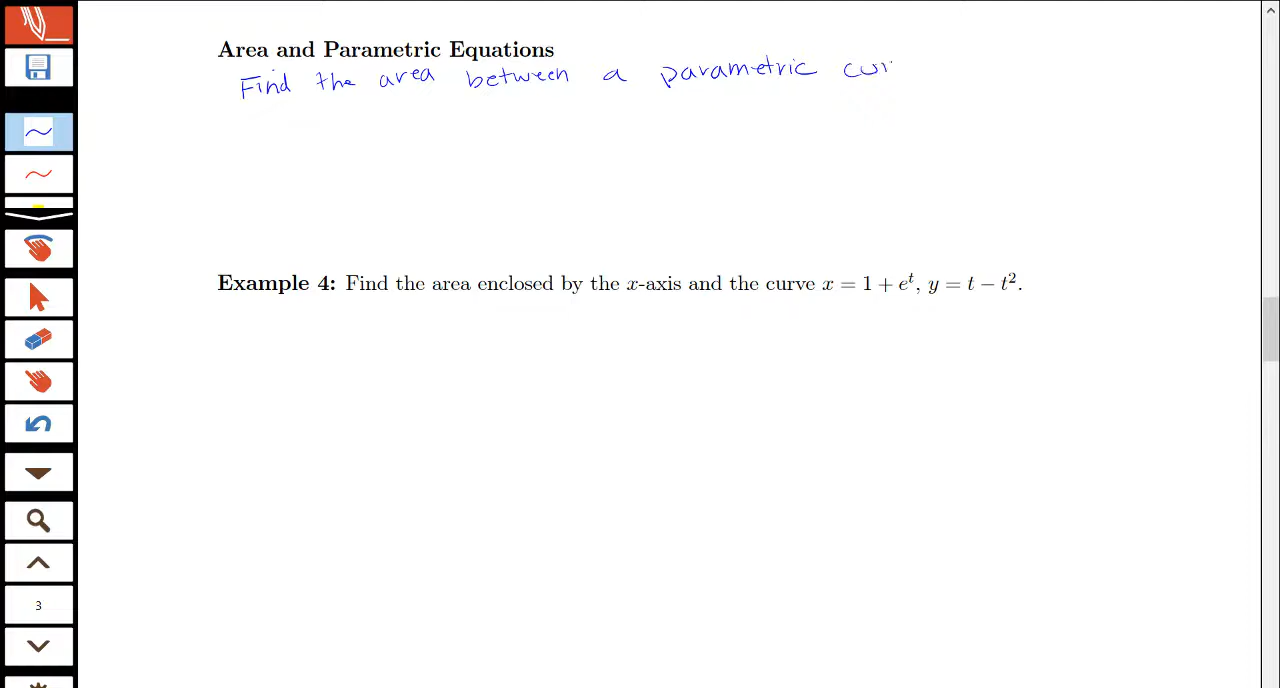 Area and Parametric Equations
Find the area between a parametric cur
Example 4: Find the area enclosed by the x-axis and the curve x = 1 + e^t, y = t − t^2.
3